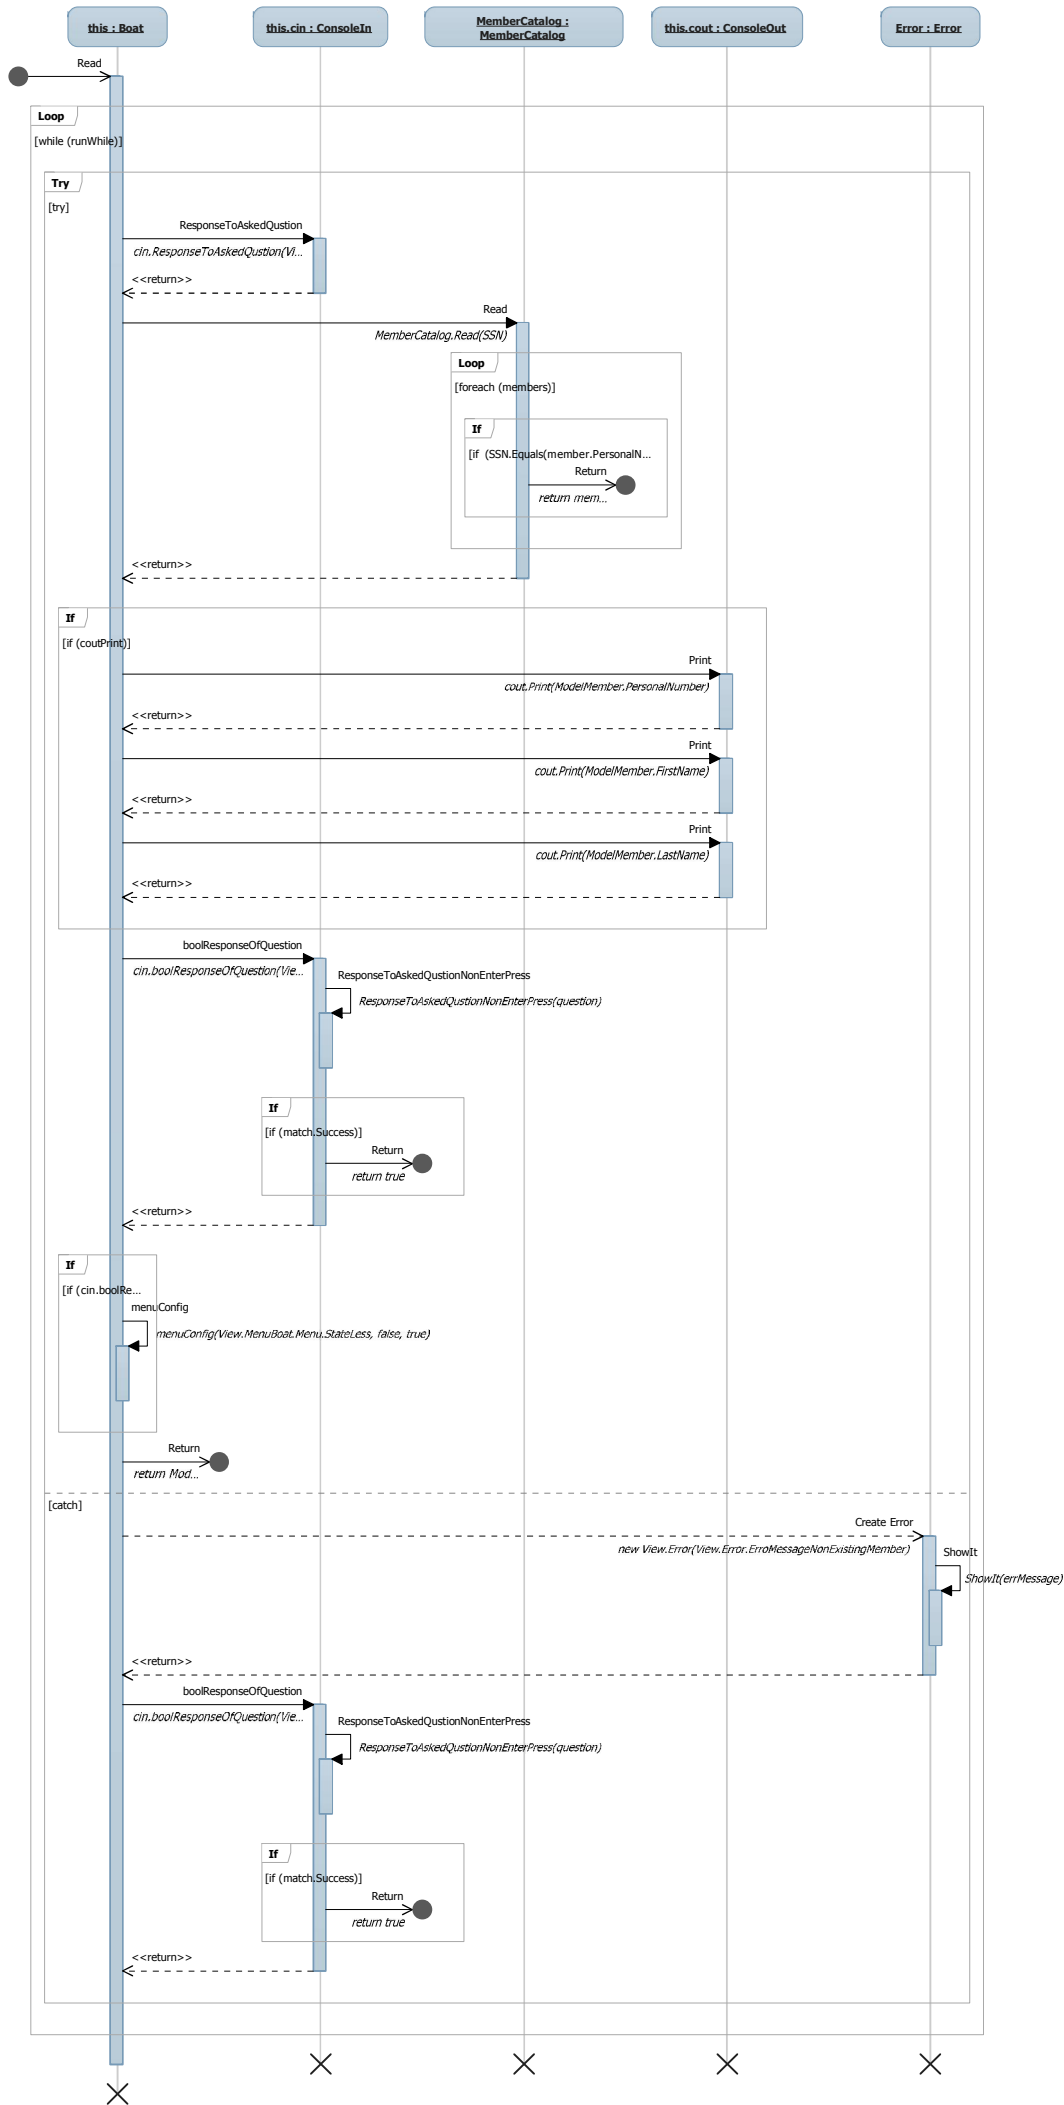 this : Boat
this.cin : ConsoleIn
MemberCatalog :
MemberCatalog
this.cout : ConsoleOut
Error : Error
Read
Loop
[while (runWhile)]
Try
[try]
ResponseToAskedQustion
cin.ResponseToAskedQustion(Vi...
<<return>>
Read
MemberCatalog.Read(SSN)
Loop
[foreach (members)]
If
[if (SSN.Equals(member.PersonalN...
Return
return mem...
<<return>>
If
[if (coutPrint)]
Print
cout.Print(ModelMember.PersonalNumber)
<<return>>
Print
cout.Print(ModelMember.FirstName)
<<return>>
Print
cout.Print(ModelMember.LastName)
<<return>>
boolResponseOfQuestion
cin.boolResponseOfQuestion(Vie...
ResponseToAskedQustionNonEnterPress
ResponseToAskedQustionNonEnterPress(question)
If
[if (match.Success)]
Return
return true
<<return>>
If
[if (cin.boolRe...
menuConfig
menuConfig(View.MenuBoat.Menu.StateLess, false, true)
Return
return Mod...
[catch]
Create Error
new View.Error(View.Error.ErroMessageNonExistingMember)
ShowIt
ShowIt(errMessage)
<<return>>
boolResponseOfQuestion
cin.boolResponseOfQuestion(Vie...
ResponseToAskedQustionNonEnterPress
ResponseToAskedQustionNonEnterPress(question)
If
[if (match.Success)]
Return
return true
<<return>>